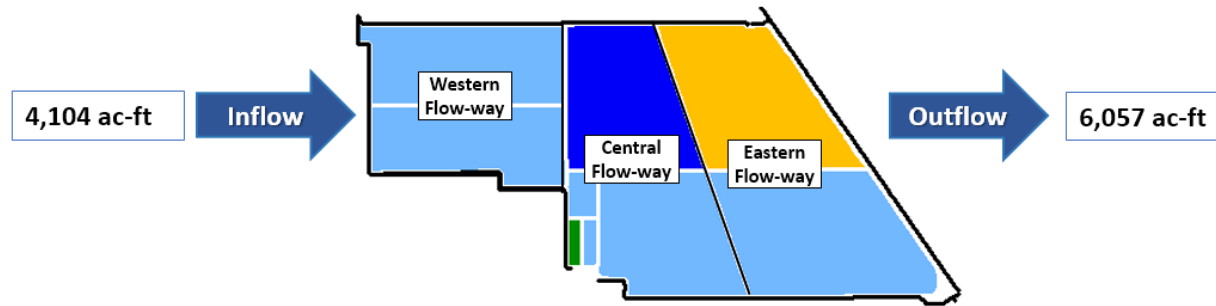 4,104 ac-ft
Inflow
Western
Flow-way
Central
Flow-way
Eastern
Flow-way
Outflow
6,057 ac-ft